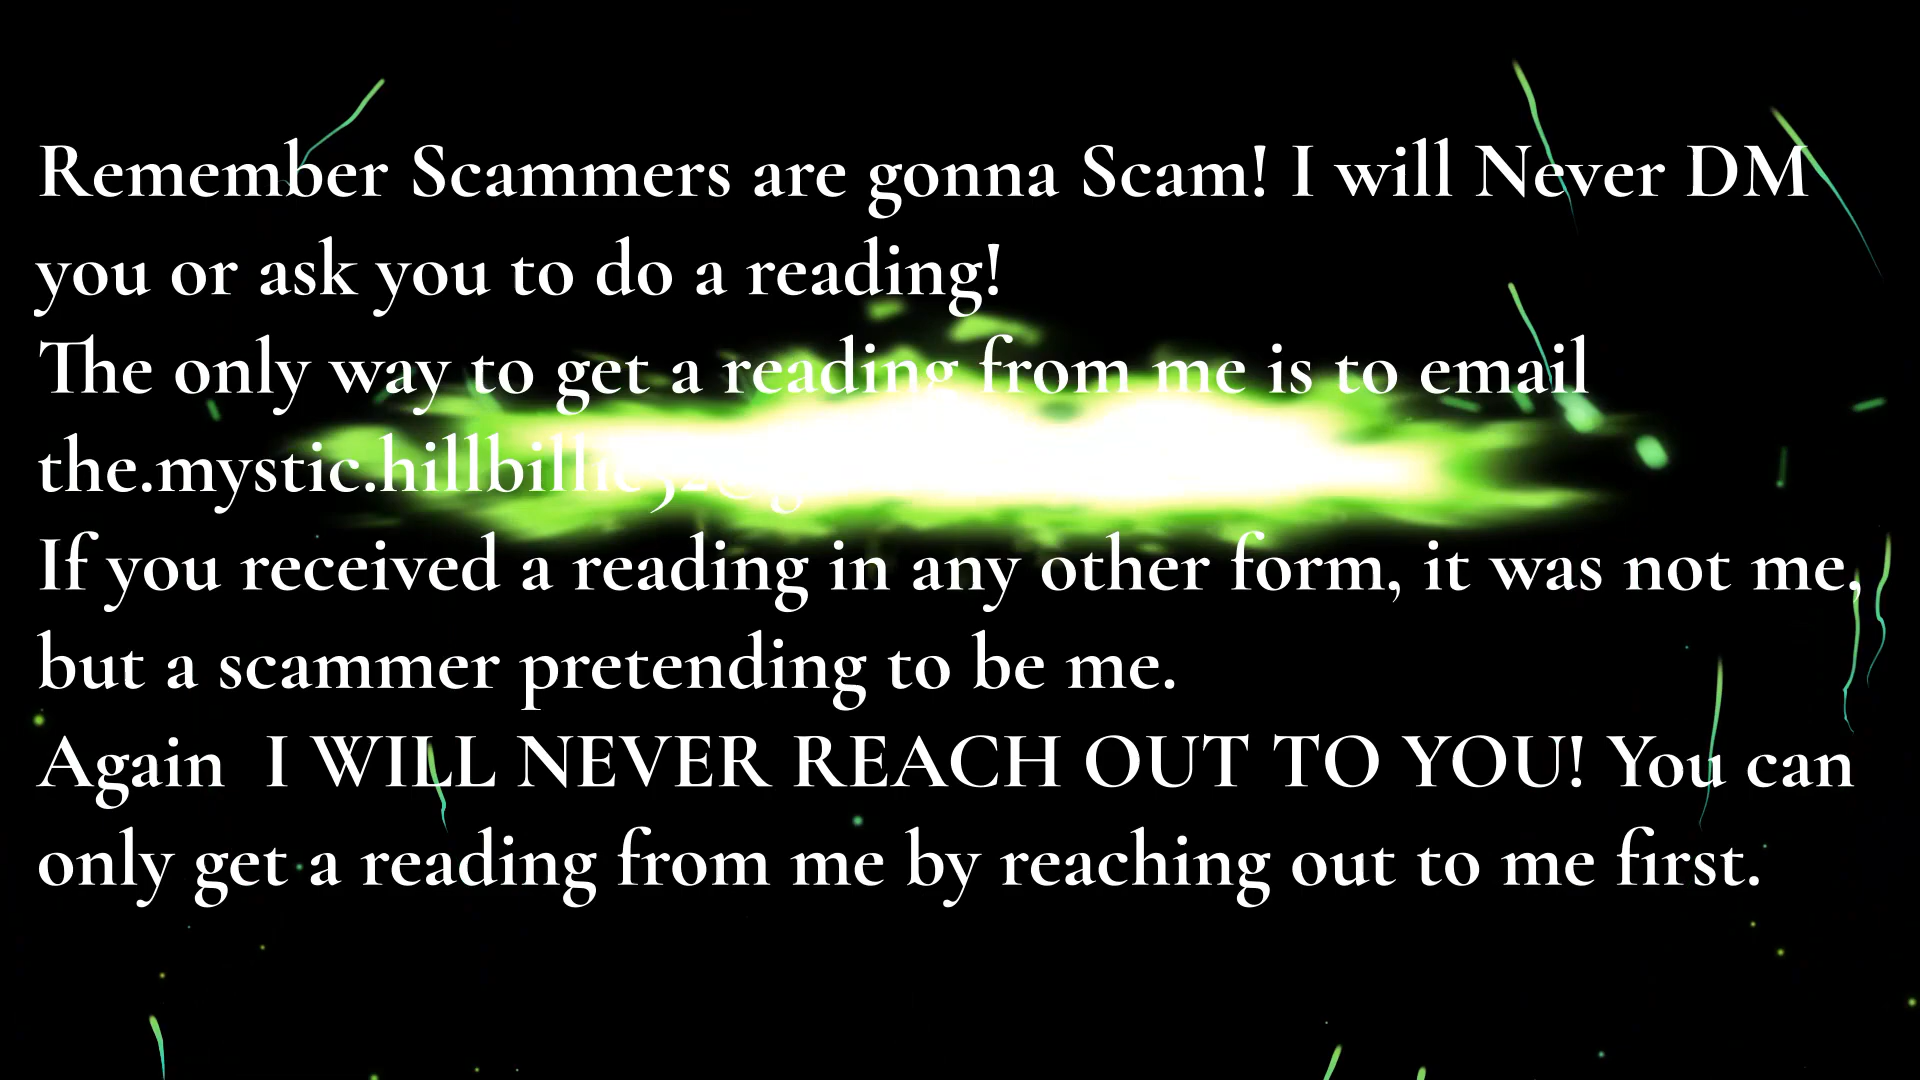 Remember Scammers are gonna Scam! I will Never DM
you or ask you to do a reading!
The only way to get a reading from me is to email
If you received a reading in any other form, it was not me,
but a scammer pretending to be me.
Again  I WILL NEVER REACH OUT TO YOU! You can
only get a reading from me by reaching out to me first.